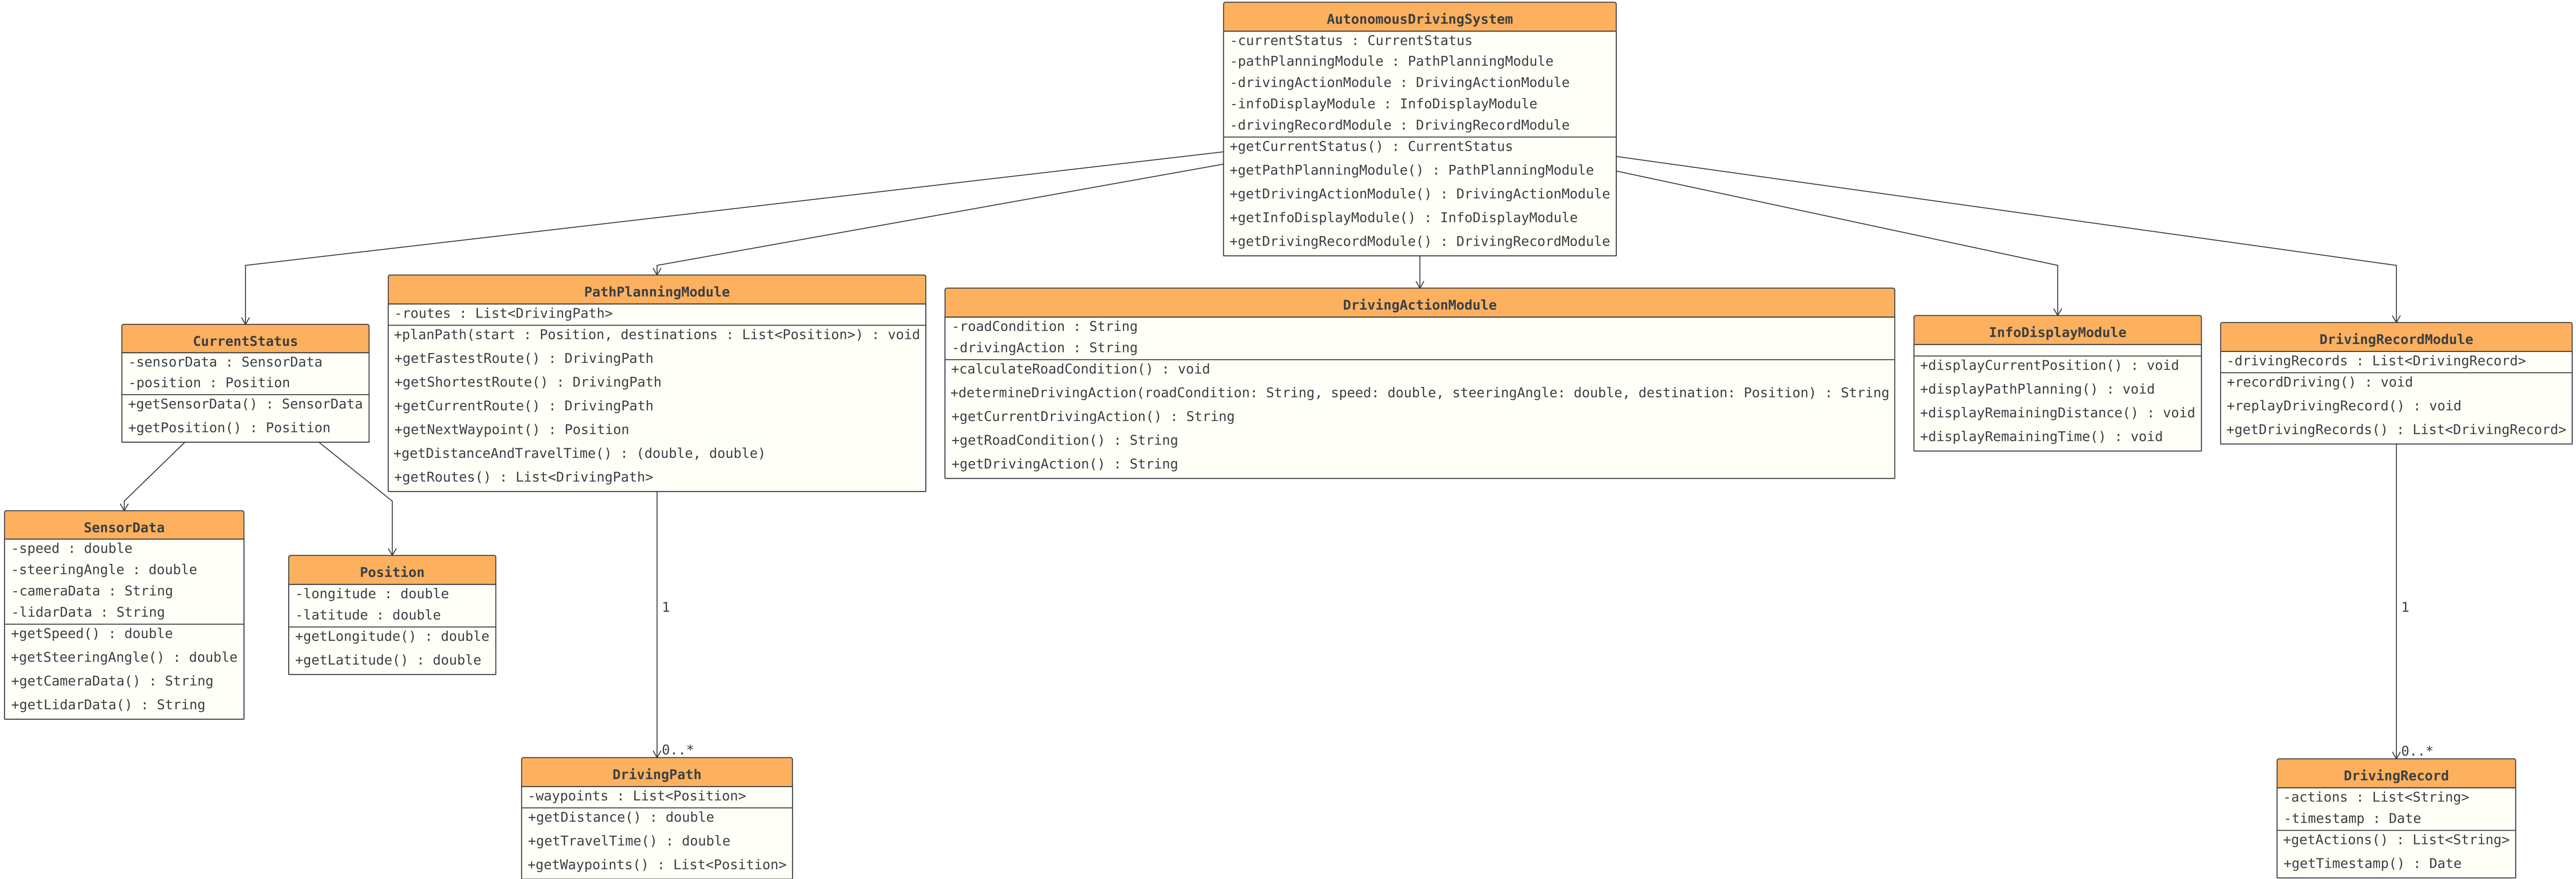 AutonomousDrivingSystem
-currentStatus : CurrentStatus
-pathPlanningModule : PathPlanningModule
-drivingActionModule : DrivingActionModule
-infoDisplayModule : InfoDisplayModule
-drivingRecordModule : DrivingRecordModule
+getCurrentStatus() : CurrentStatus
+getPathPlanningModule() : PathPlanningModule
+getDrivingActionModule() : DrivingActionModule
+getInfoDisplayModule() : InfoDisplayModule
+getDrivingRecordModule() : DrivingRecordModule
CurrentStatus
-sensorData : SensorData
-position : Position
+getSensorData() : SensorData
+getPosition() : Position
PathPlanningModule
-routes : List<DrivingPath>
+planPath(start : Position, destinations : List<Position>) : void
+getFastestRoute() : DrivingPath
+getShortestRoute() : DrivingPath
+getCurrentRoute() : DrivingPath
+getNextWaypoint() : Position
+getDistanceAndTravelTime() : (double, double)
+getRoutes() : List<DrivingPath>
DrivingActionModule
-roadCondition : String
-drivingAction : String
+calculateRoadCondition() : void
+determineDrivingAction(roadCondition: String, speed: double, steeringAngle: double, destination: Position) : String
+getCurrentDrivingAction() : String
+getRoadCondition() : String
+getDrivingAction() : String
InfoDisplayModule
+displayCurrentPosition() : void
+displayPathPlanning() : void
+displayRemainingDistance() : void
+displayRemainingTime() : void
DrivingRecordModule
-drivingRecords : List<DrivingRecord>
+recordDriving() : void
+replayDrivingRecord() : void
+getDrivingRecords() : List<DrivingRecord>
SensorData
-speed : double
-steeringAngle : double
-cameraData : String
-lidarData : String
+getSpeed() : double
+getSteeringAngle() : double
+getCameraData() : String
+getLidarData() : String
Position
-longitude : double
-latitude : double
+getLongitude() : double
+getLatitude() : double
1
0..*
1
0..*
DrivingPath
-waypoints : List<Position>
+getDistance() : double
+getTravelTime() : double
+getWaypoints() : List<Position>
DrivingRecord
-actions : List<String>
-timestamp : Date
+getActions() : List<String>
+getTimestamp() : Date